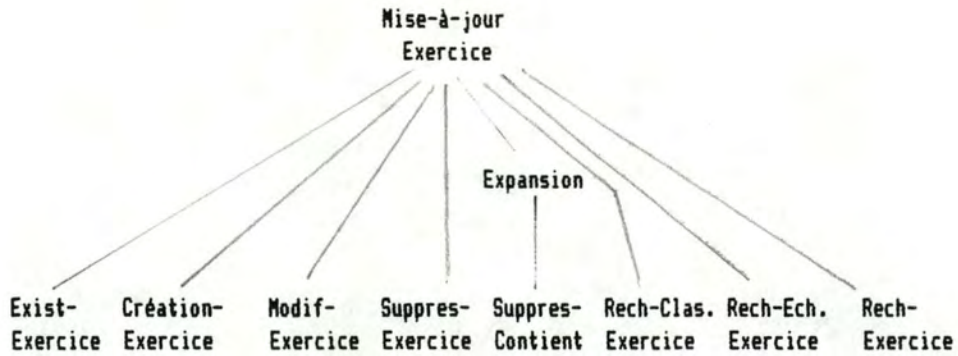 Mise-à-jour
Exercice
Expansion
Exist- Création- Modif- Suppres- Suppres- Rech-Clas. Rech-Ech. Rech-
Exercice Exercice Exercice Exercice Contient Exercice Exercice Exercice